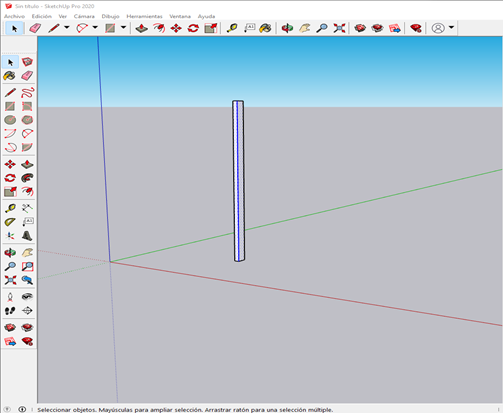 Sin título - SketchUp Pro 2020
Archivo Edición Ver Cámara Dibujo Herramientas Ventana Ayuda
Seleccionar objetos. Mayúsculas para ampliar selección. Arrastrar ratón para una selección múltiple.